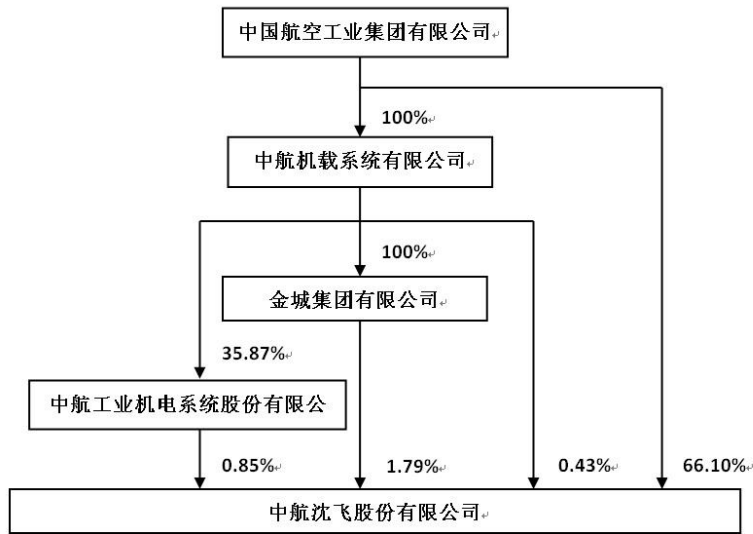 中国航空工业集团有限公司
100%
中航机载系统有限公司
100%
金城集团有限公司
35.87%
中航工业机电系统股份有限公
0.85%
1.79%
0.43%
66.10%
中航沈飞股份有限公司